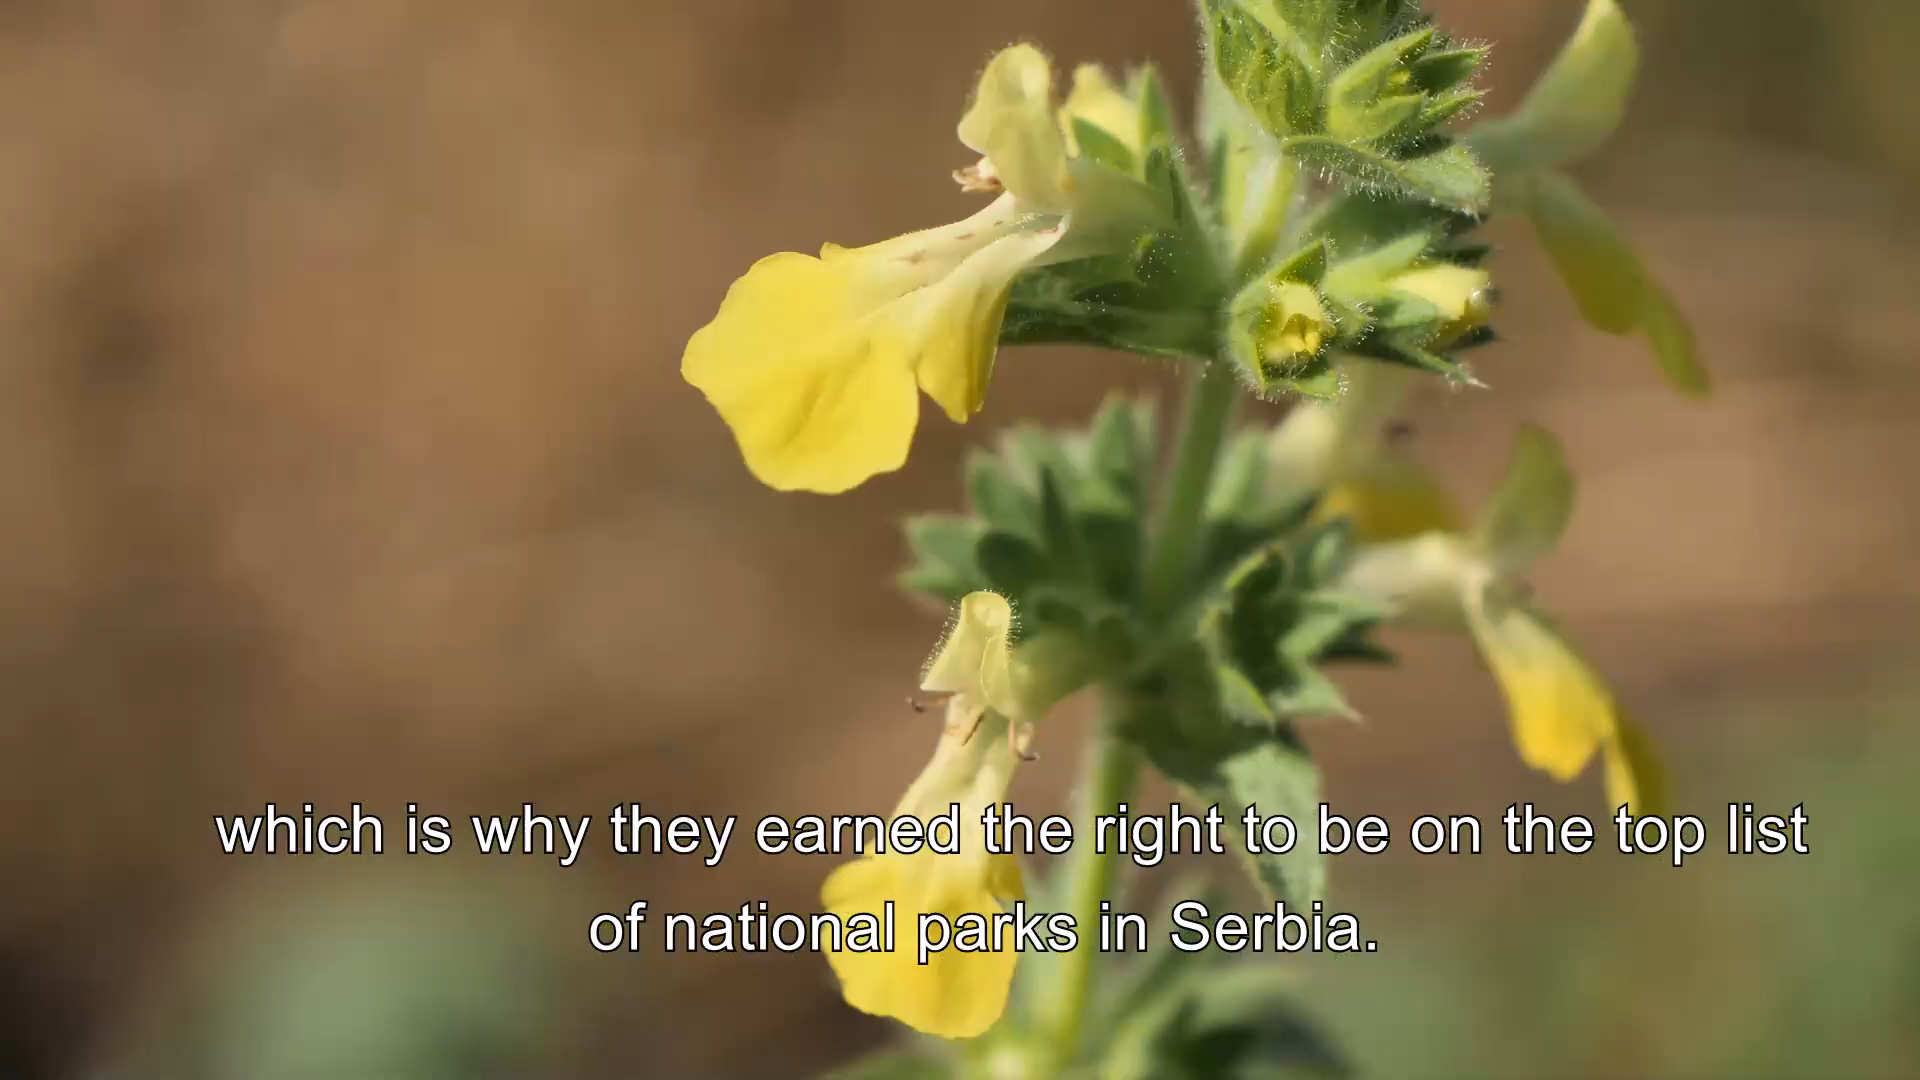 which is why they earned the right to be on the top list
of national parks in Serbia.